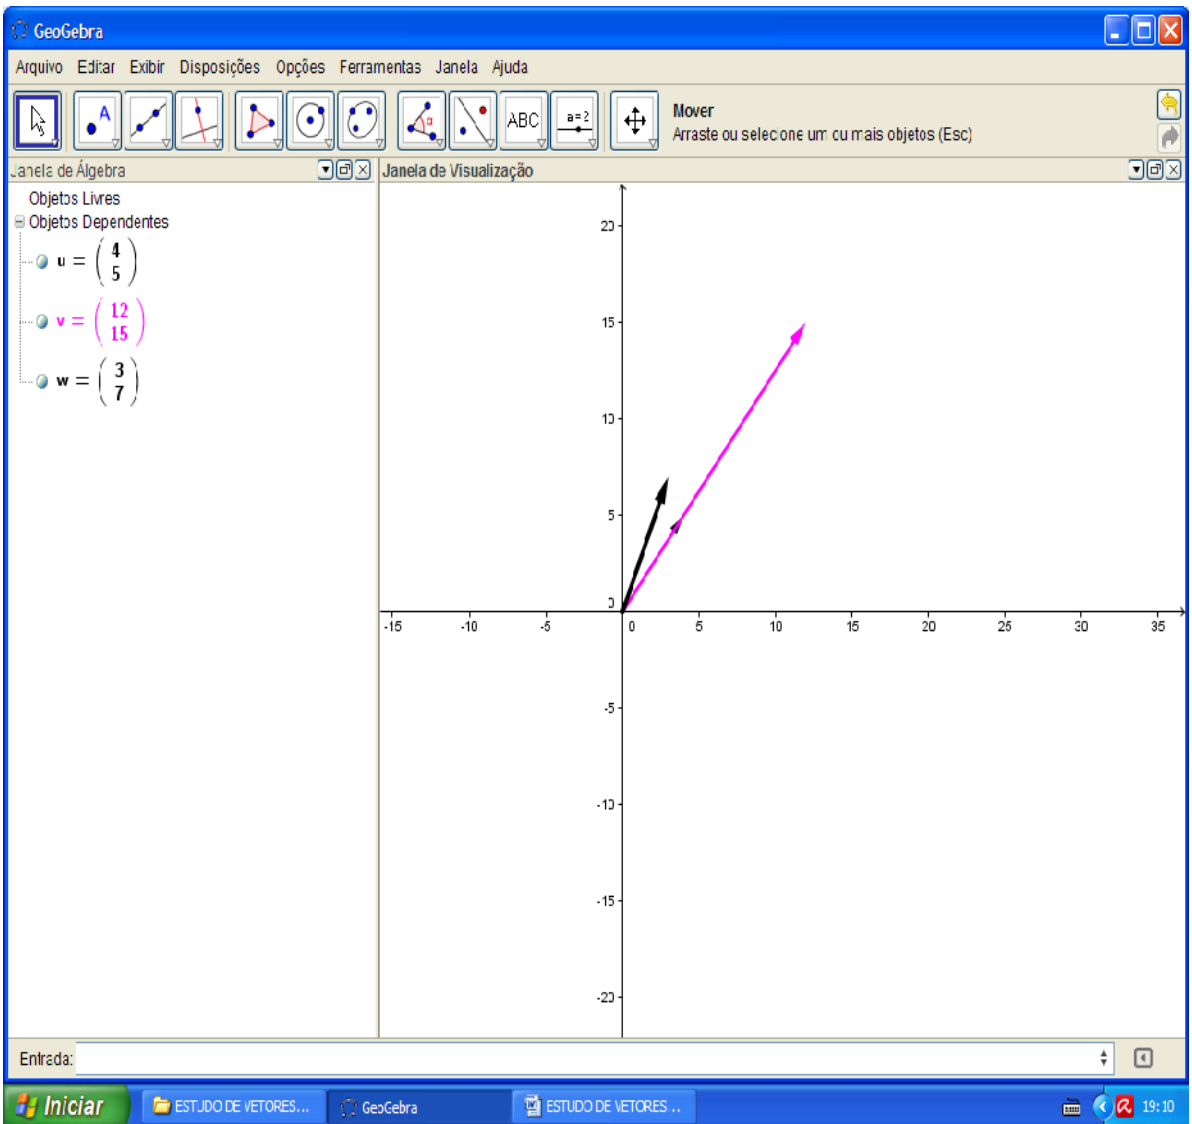 GeoGebra
Arquivo Editar Exibir Disposições Opções Ferramentas Janela Ajuda
A
α
ABC
a=2
Mover
Arraste ou selecione um ou mais objetos (Esc)
Janela de Álgebra
Janela de Visualização
Objetos Livres
Objetos Dependentes
u = ( 4
5 )
v = ( 12
15 )
w = ( 3
7 )
20
15
10
5
0
-15 -10 -5 0 5 10 15 20 25 30 35
-5
-10
-15
-20
Entrada:
Iniciar
ESTUDO DE VETORES...
GeoGebra
ESTUDO DE VETORES...
19:10